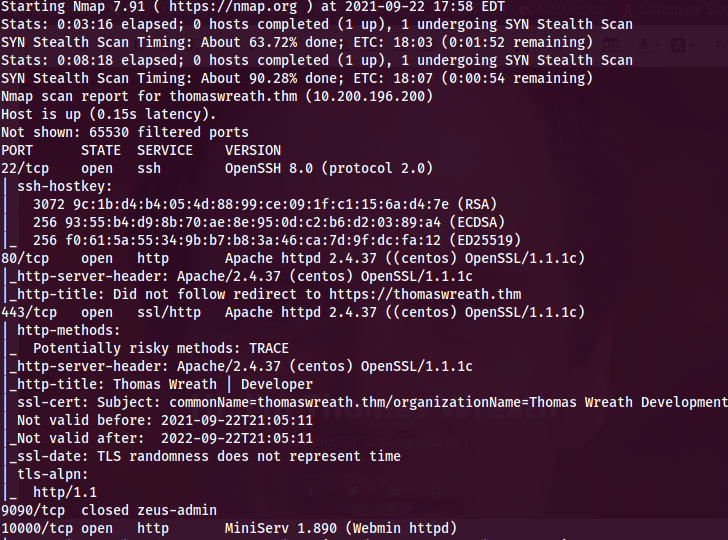 Starting Nmap 7.91 ( https://nmap.org ) at 2021-09-22 17:58 EDT
Stats: 0:03:16 elapsed; 0 hosts completed (1 up), 1 undergoing SYN Stealth Scan
SYN Stealth Scan Timing: About 63.72% done; ETC: 18:03 (0:01:52 remaining)
Stats: 0:08:18 elapsed; 0 hosts completed (1 up), 1 undergoing SYN Stealth Scan
SYN Stealth Scan Timing: About 90.28% done; ETC: 18:07 (0:00:54 remaining)
Nmap scan report for thomaswreath.thm (10.200.196.200)
Host is up (0.15s latency).
Not shown: 65530 filtered ports
PORT      STATE  SERVICE    VERSION
22/tcp    open   ssh        OpenSSH 8.0 (protocol 2.0)
| ssh-hostkey:
|   3072 9c:1b:d4:b4:05:4d:88:99:ce:09:1f:c1:15:6a:d4:7e (RSA)
|   256 93:55:b4:d9:8b:70:ae:8e:95:0d:c2:b6:d2:03:89:a4 (ECDSA)
|_  256 f0:61:5a:55:34:9b:b7:b8:3a:46:ca:7d:9f:dc:fa:12 (ED25519)
80/tcp    open   http       Apache httpd 2.4.37 ((centos) OpenSSL/1.1.1c)
|_http-server-header: Apache/2.4.37 (centos) OpenSSL/1.1.1c
|_http-title: Did not follow redirect to https://thomaswreath.thm
443/tcp   open   ssl/http   Apache httpd 2.4.37 ((centos) OpenSSL/1.1.1c)
| http-methods:
|_  Potentially risky methods: TRACE
|_http-server-header: Apache/2.4.37 (centos) OpenSSL/1.1.1c
|_http-title: Thomas Wreath | Developer
| ssl-cert: Subject: commonName=thomaswreath.thm/organizationName=Thomas Wreath Development
| Not valid before: 2021-09-22T21:05:11
|_Not valid after:  2022-09-22T21:05:11
|_ssl-date: TLS randomness does not represent time
| tls-alpn:
|_  http/1.1
9090/tcp  closed zeus-admin
10000/tcp open   http       MiniServ 1.890 (Webmin httpd)